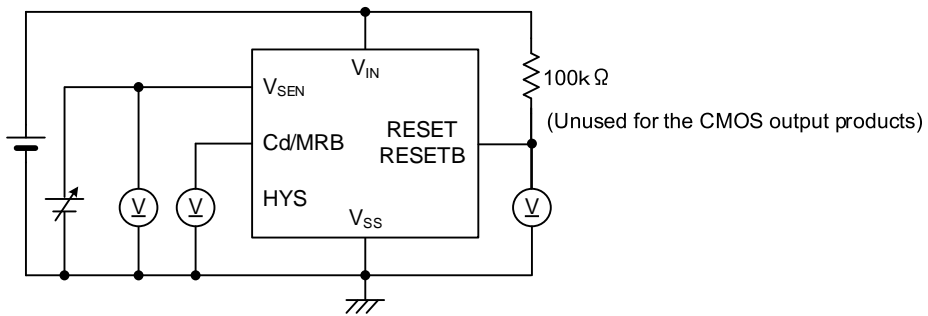 V_IN
100kΩ
V_SEN
(Unused for the CMOS output products)
RESET
Cd/MRB
RESETB
V
V
HYS
V
V_SS